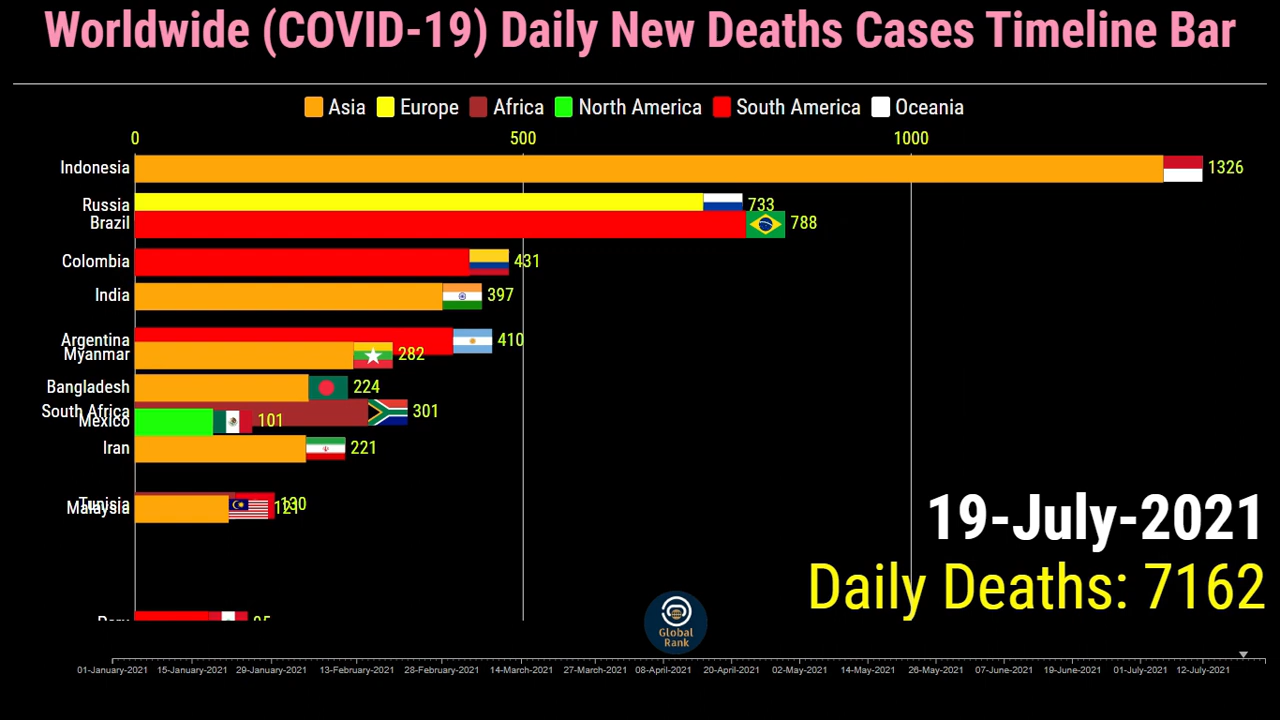 Worldwide (COVID-19) Daily New Deaths Cases Timeline Bar
Asia Europe Africa North America South America Oceania
0 500 1000
Indonesia 1326
Russia 733
Brazil 788
Colombia 431
India 397
Argentina 410
Myanmar 282
Bangladesh 224
South Africa 301
Mexico 101
Iran 221
Tunisia 130
Malaysia 121
Peru 95
19-July-2021
Daily Deaths: 7162
Global
Rank
01-January-2021 15-January-2021 29-January-2021 13-February-2021 28-February-2021 14-March-2021 27-March-2021 08-April-2021 20-April-2021 02-May-2021 14-May-2021 26-May-2021 07-June-2021 19-June-2021 01-July-2021 12-July-2021